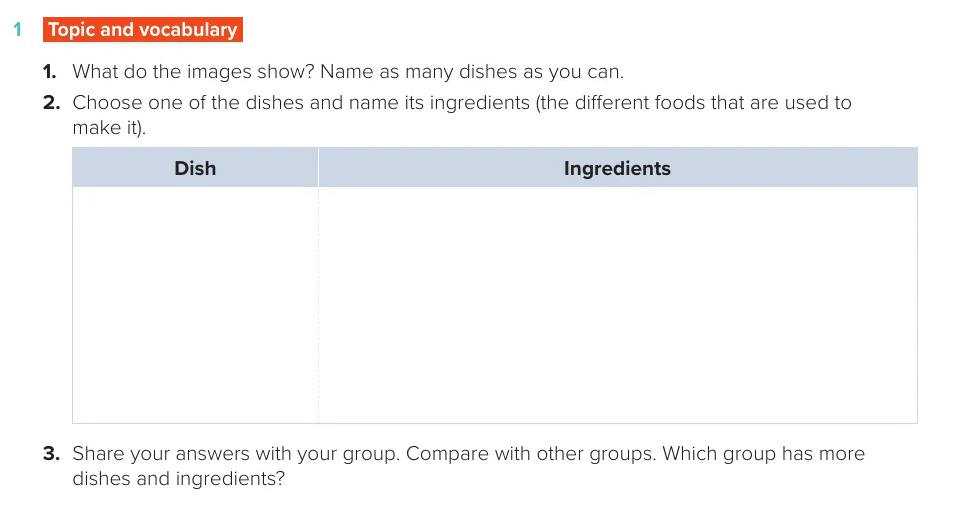 1 Topic and vocabulary
1. What do the images show? Name as many dishes as you can.
2. Choose one of the dishes and name its ingredients (the different foods that are used to
make it).
Dish Ingredients
3. Share your answers with your group. Compare with other groups. Which group has more
dishes and ingredients?